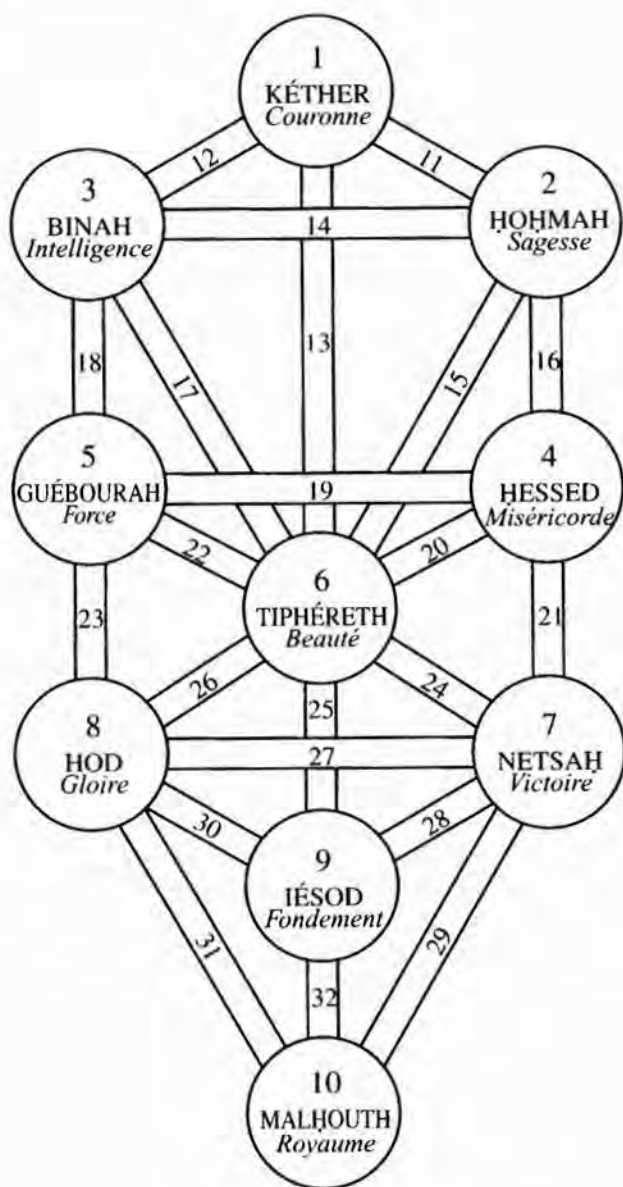 1
KÉTHER
Couronne
12
11
3
BINAH
Intelligence
2
ḤOḤMAH
Sagesse
14
13
18
17
15
16
5
GUÉBOURAH
Force
4
ḤESSED
Miséricorde
19
22
20
6
TIPHÉRETH
Beauté
23
21
26
25
24
8
HOD
Gloire
7
NETSAḤ
Victoire
27
30
28
9
IÉSOD
Fondement
31
29
32
10
MALḤOUTH
Royaume